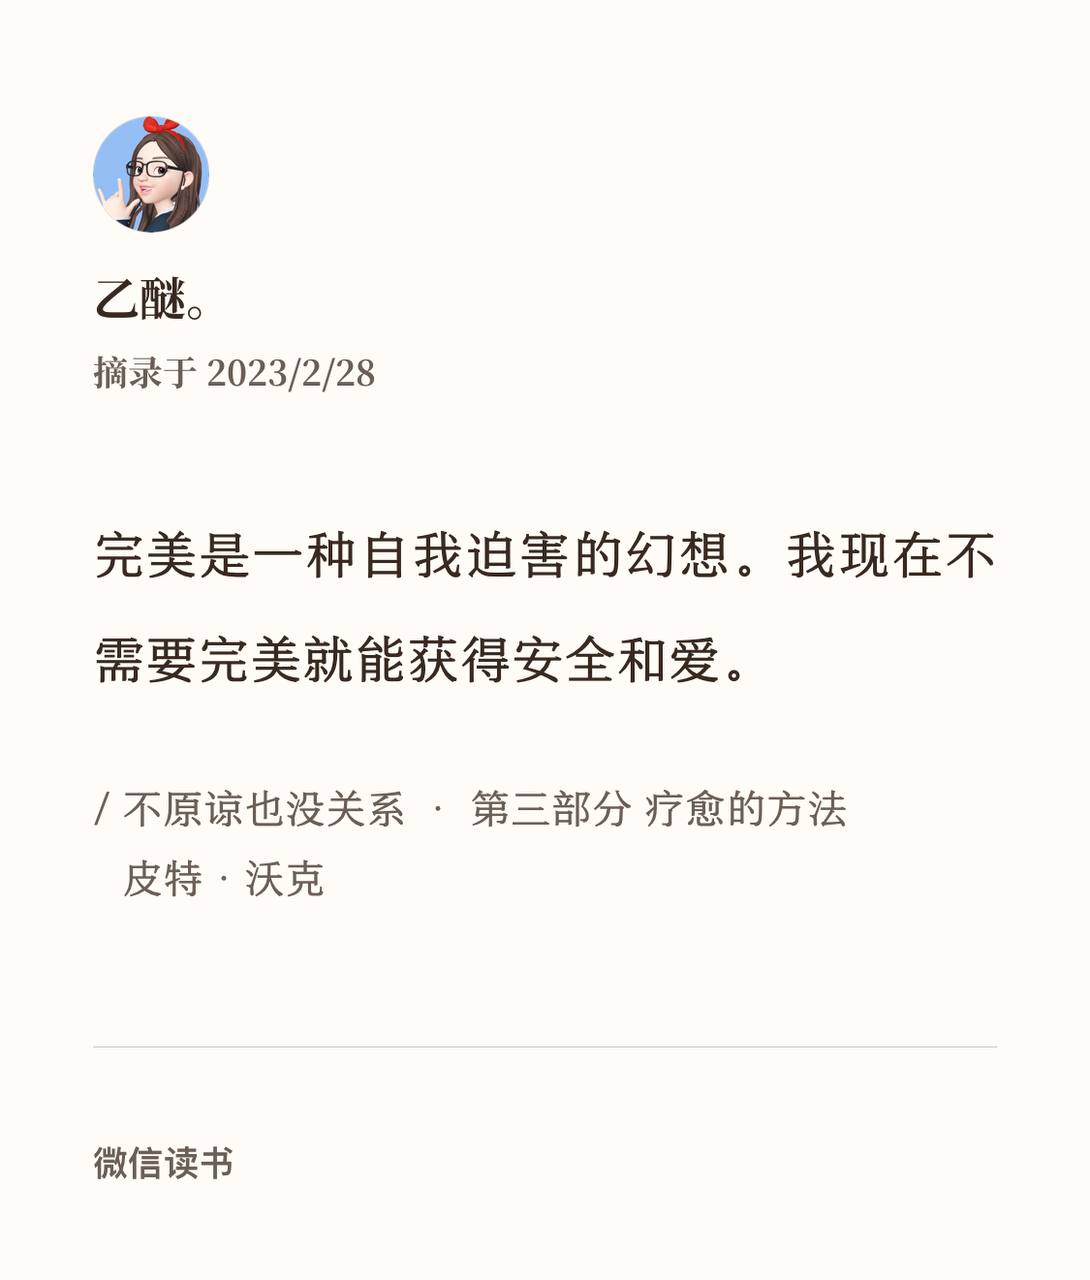 乙醚。
摘录于 2023/2/28
完美是一种自我迫害的幻想。我现在不
需要完美就能获得安全和爱。
/ 不原谅也没关系 · 第三部分 疗愈的方法
皮特 · 沃克
微信读书